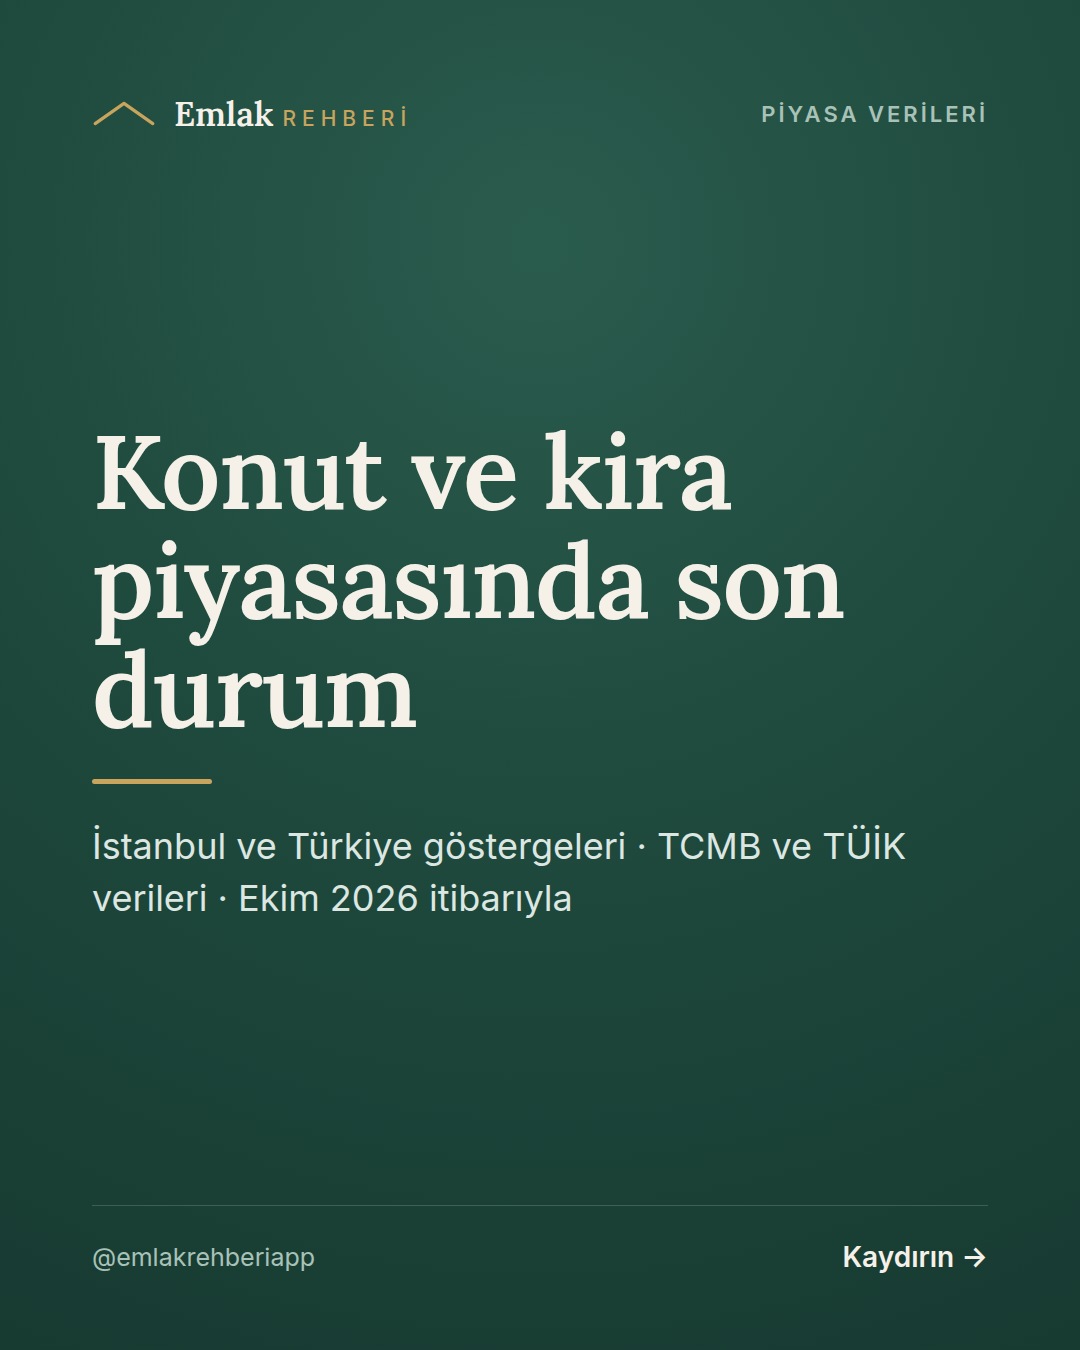 Emlak REHBERİ
PİYASA VERİLERİ
Konut ve kira
piyasasında son
durum
İstanbul ve Türkiye göstergeleri · TCMB ve TÜİK
verileri · Ekim 2026 itibarıyla
@emlakrehberiapp
Kaydırın →